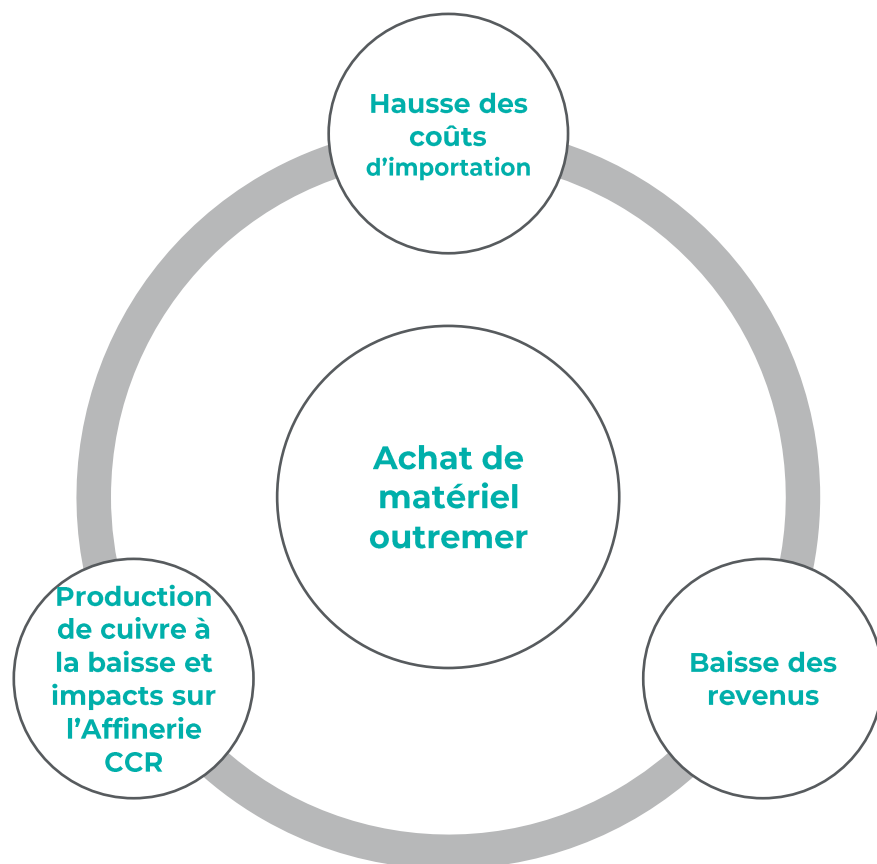 Hausse des
coûts
d’importation
Achat de
matériel
outremer
Production
de cuivre à
la baisse et
impacts sur
l’Affinerie
CCR
Baisse des
revenus